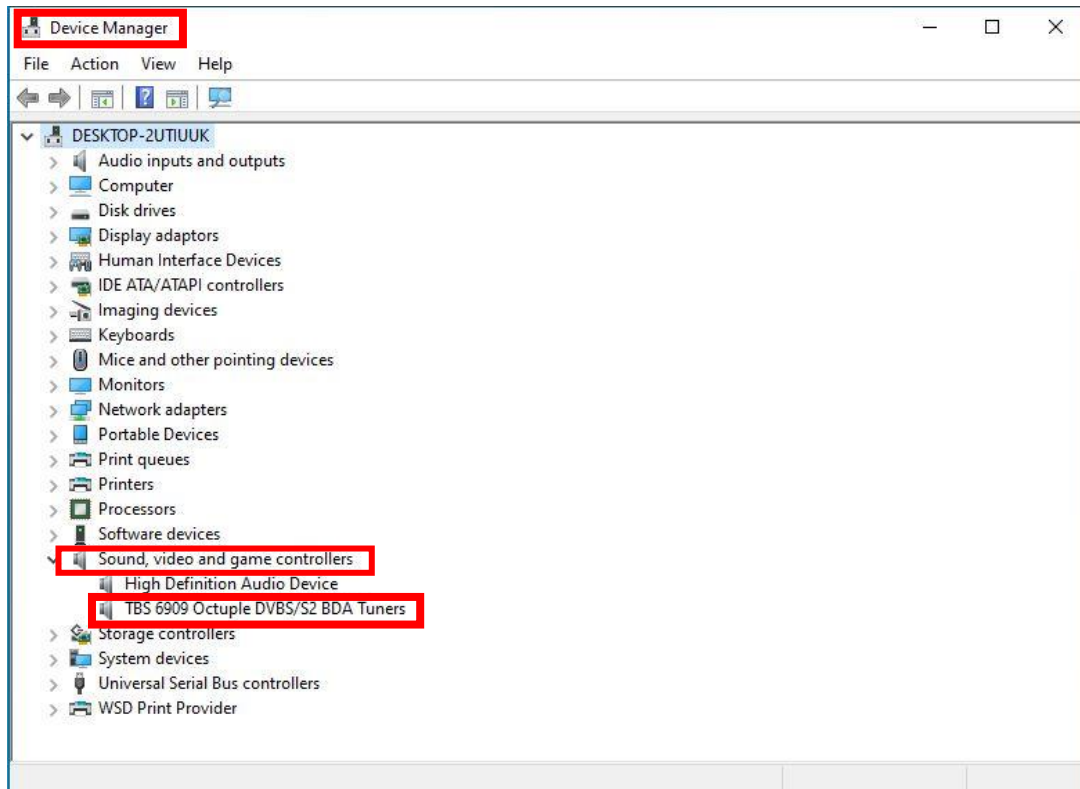 Device Manager
File Action View Help
DESKTOP-2UTIUUK
Audio inputs and outputs
Computer
Disk drives
Display adaptors
Human Interface Devices
IDE ATA/ATAPI controllers
Imaging devices
Keyboards
Mice and other pointing devices
Monitors
Network adapters
Portable Devices
Print queues
Printers
Processors
Software devices
Sound, video and game controllers
High Definition Audio Device
TBS 6909 Octuple DVBS/S2 BDA Tuners
Storage controllers
System devices
Universal Serial Bus controllers
WSD Print Provider